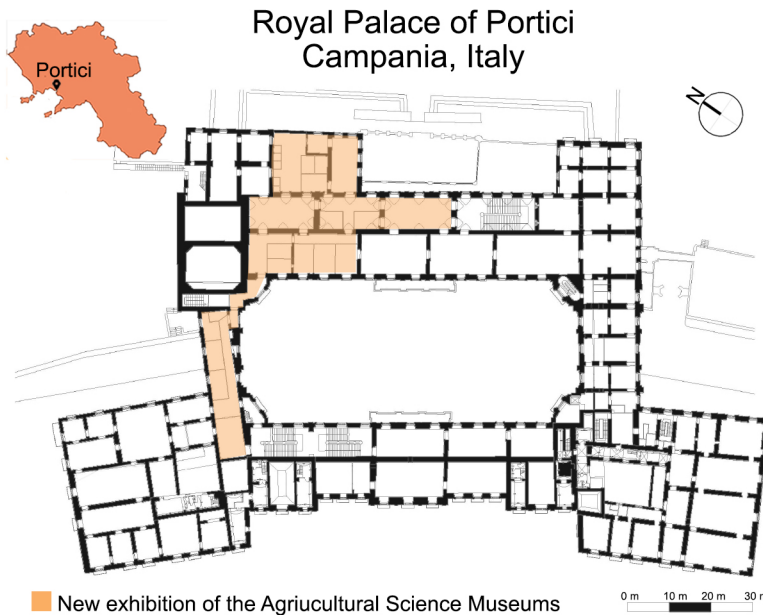 Royal Palace of Portici
Campania, Italy
Portici
N
New exhibition of the Agriucultural Science Museums
0 m 10 m 20 m 30 m